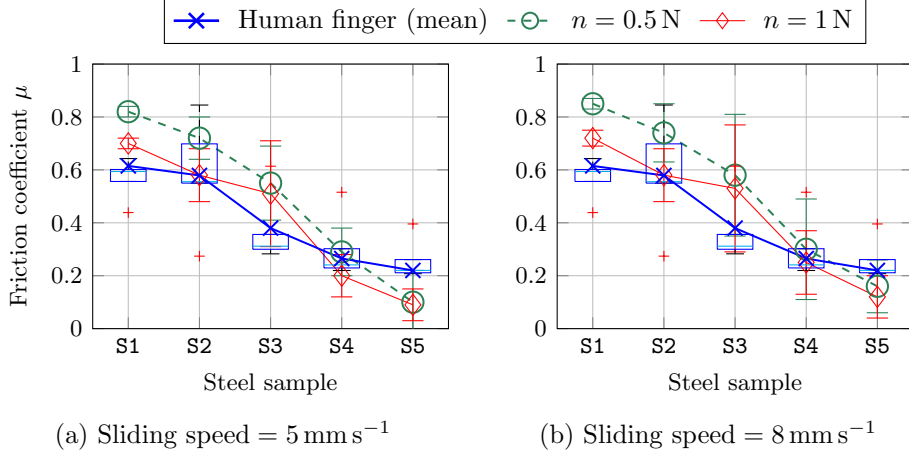 Human finger (mean) n = 0.5 N n = 1 N
1
0.8
0.6
0.4
0.2
0
Friction coefficient μ
S1 S2 S3 S4 S5
Steel sample
(a) Sliding speed = 5 mm s⁻¹
1
0.8
0.6
0.4
0.2
0
S1 S2 S3 S4 S5
Steel sample
(b) Sliding speed = 8 mm s⁻¹